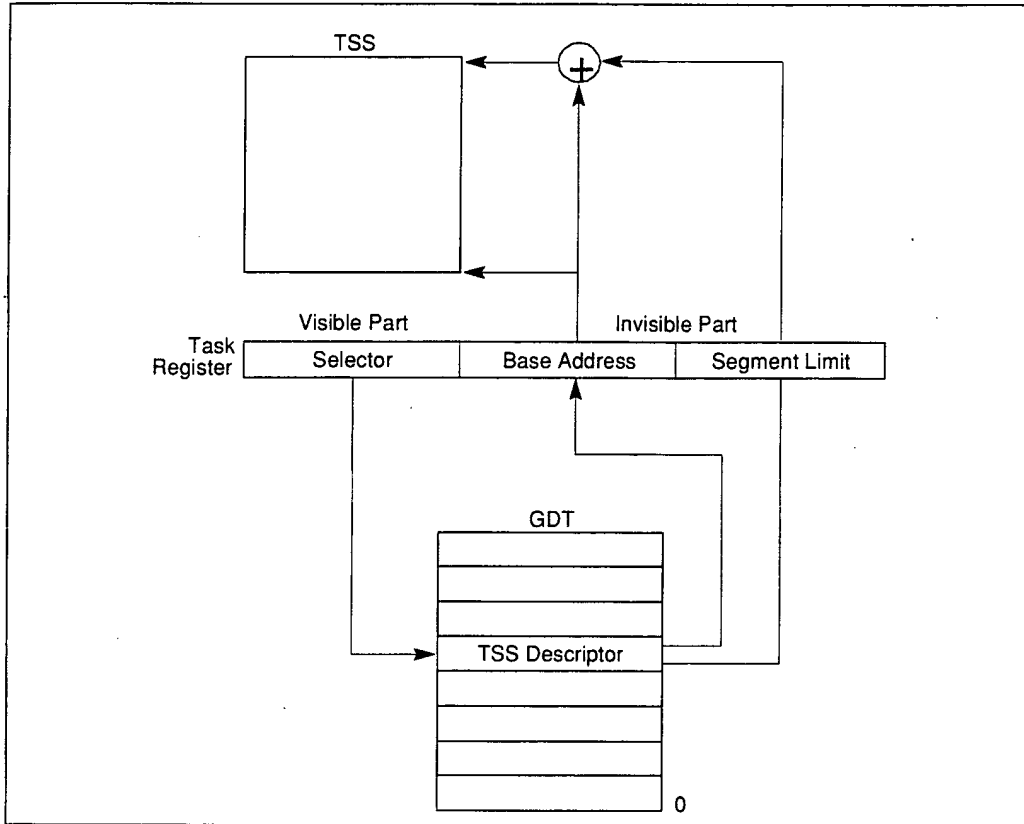 TSS
+
Visible Part
Invisible Part
Task
Register
Selector
Base Address
Segment Limit
GDT
TSS Descriptor
0